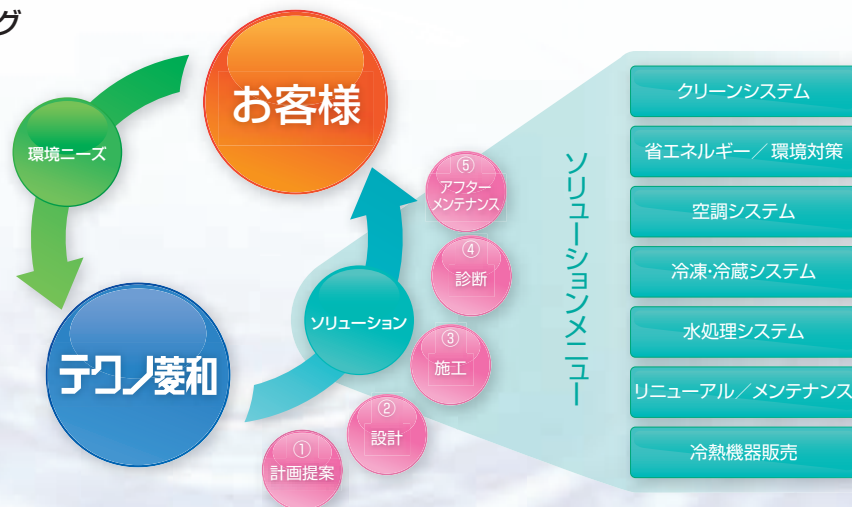 グ
お客様
環境ニーズ
テクノ菱和
ソリューション
①
計画提案
②
設計
③
施工
④
診断
⑤
アフター
メンテナンス
ソリューションメニュー
クリーンシステム
省エネルギー／環境対策
空調システム
冷凍・冷蔵システム
水処理システム
リニューアル／メンテナンス
冷熱機器販売